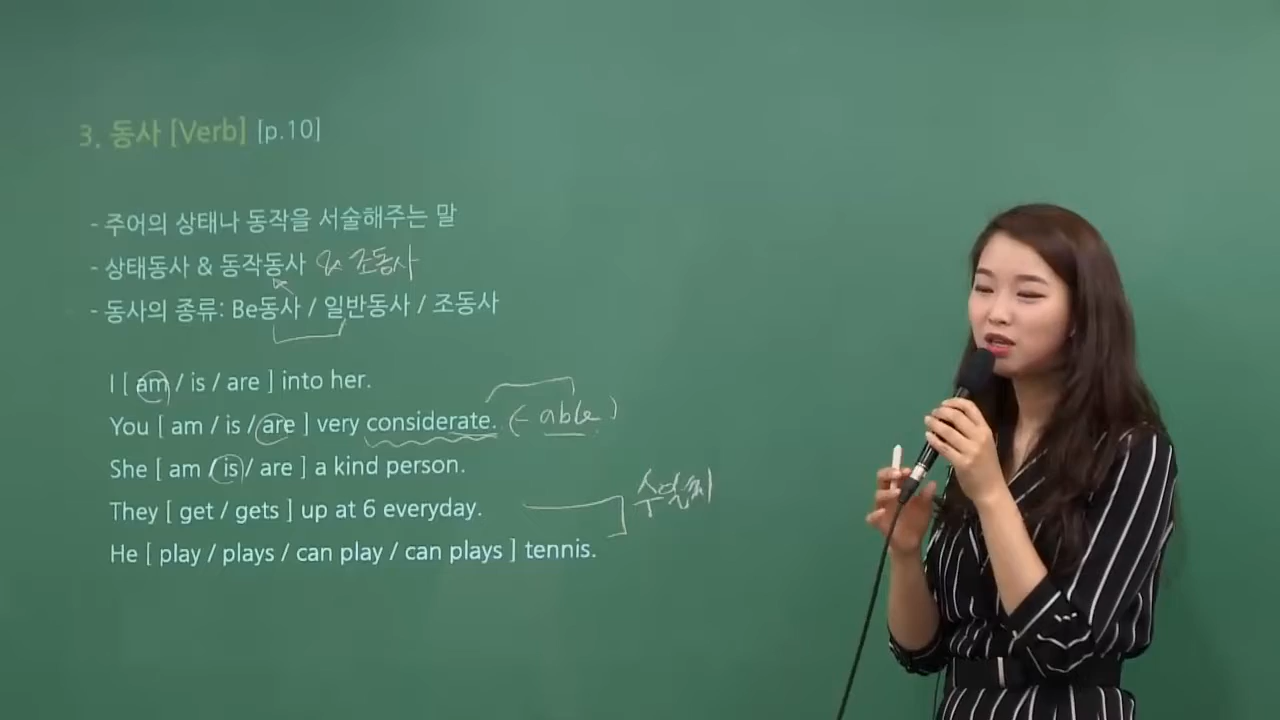 3. 동사 [Verb] [p.10]
- 주어의 상태나 동작을 서술해주는 말
- 상태동사 & 동작동사 & 조동사
- 동사의 종류: Be동사 / 일반동사 / 조동사
I [ am / is / are ] into her.
You [ am / is / are ] very considerate. (-able)
She [ am / is / are ] a kind person.
They [ get / gets ] up at 6 everyday.
수일치
He [ play / plays / can play / can plays ] tennis.